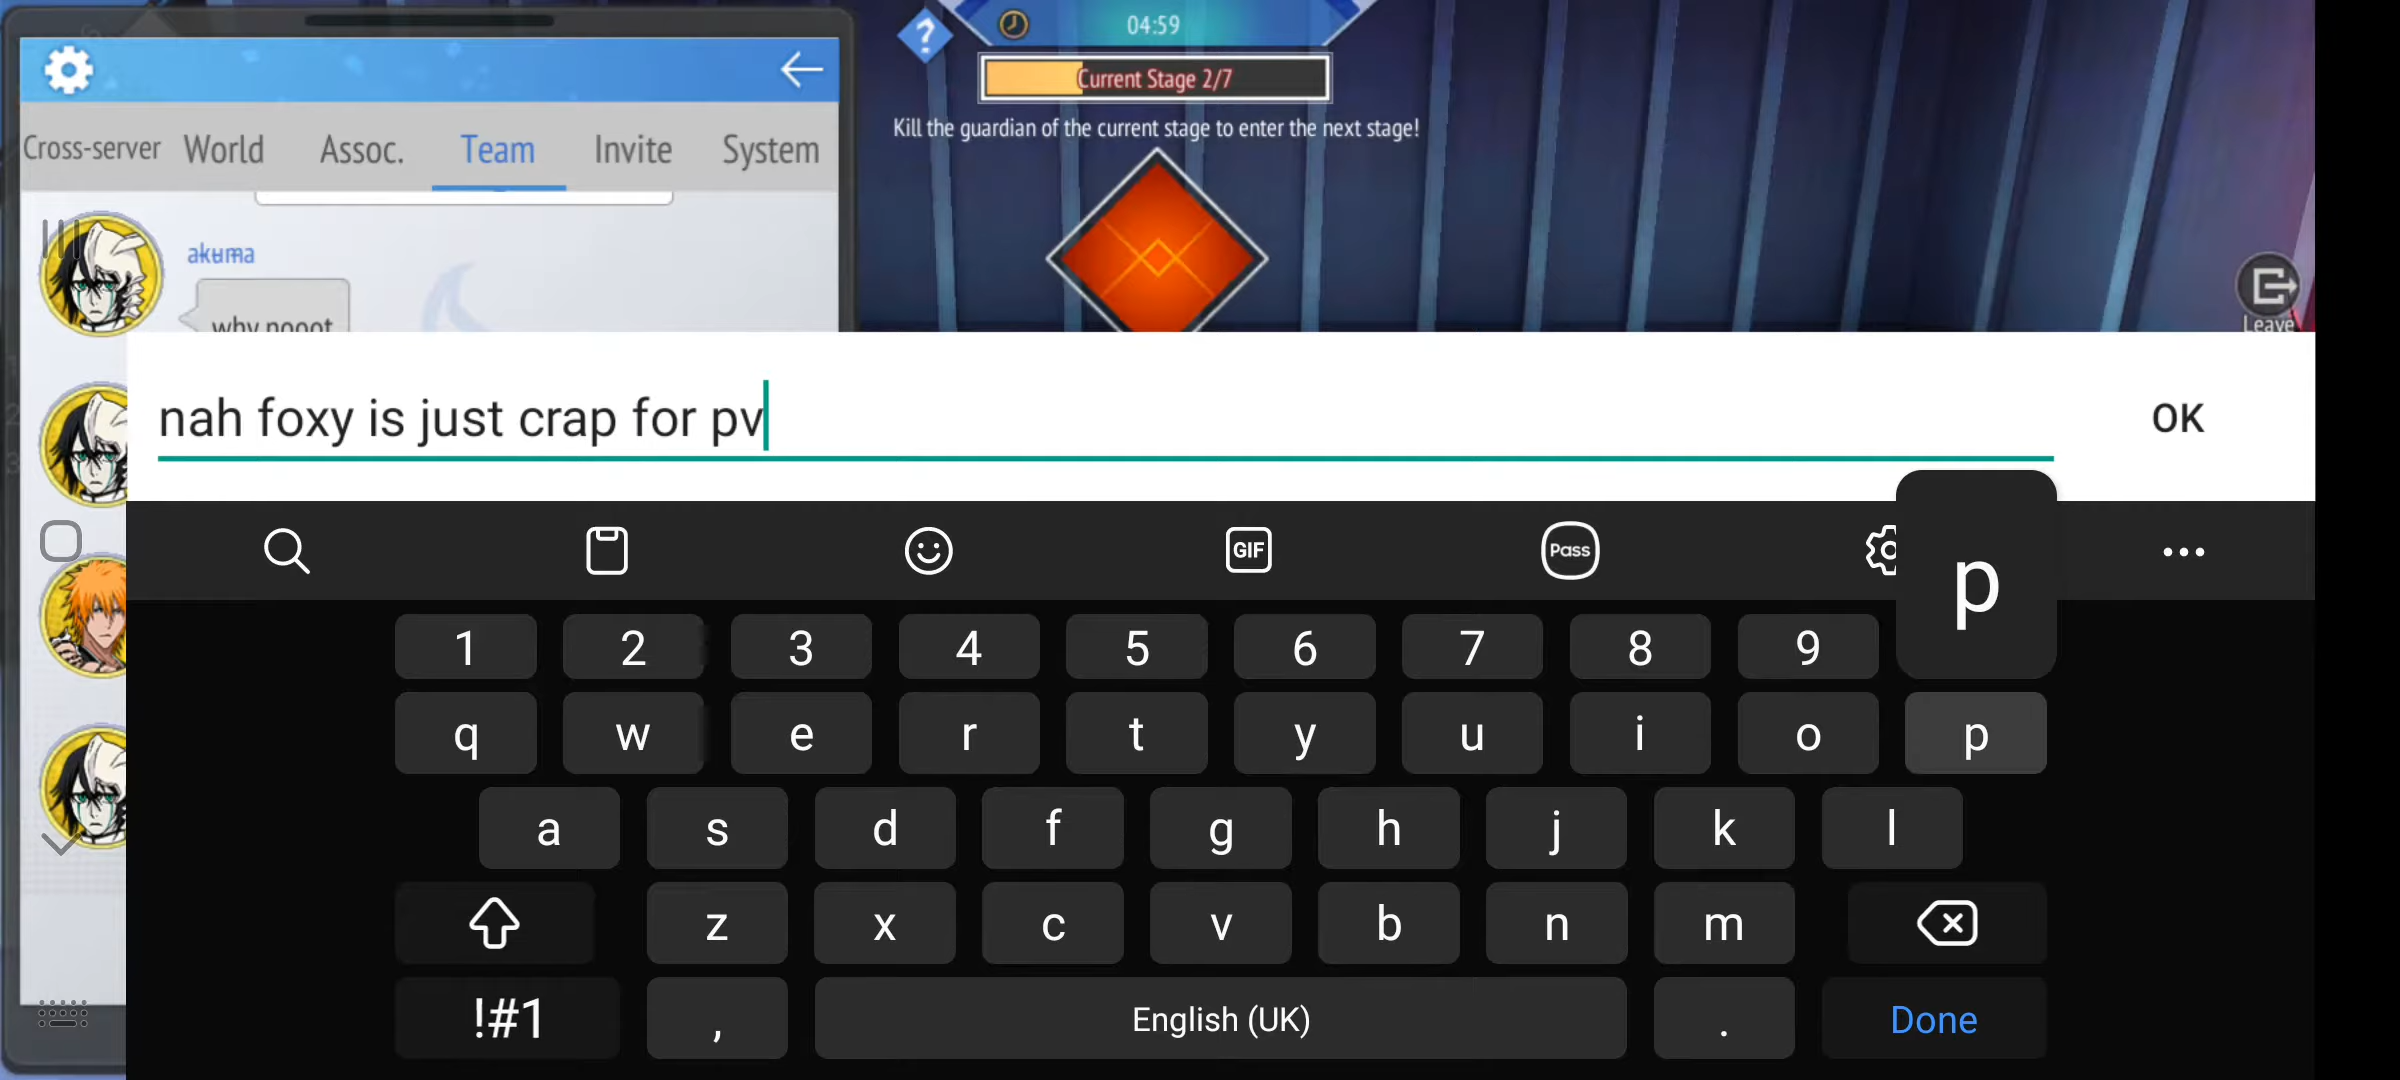 04:59
Current Stage 2/7
Kill the guardian of the current stage to enter the next stage!
Cross-server World Assoc. Team Invite System
akuma
why nooot
Leave
nah foxy is just crap for pv
OK
GIF
Pass
p
1 2 3 4 5 6 7 8 9
q w e r t y u i o p
a s d f g h j k l
z x c v b n m
!#1 , English (UK) . Done